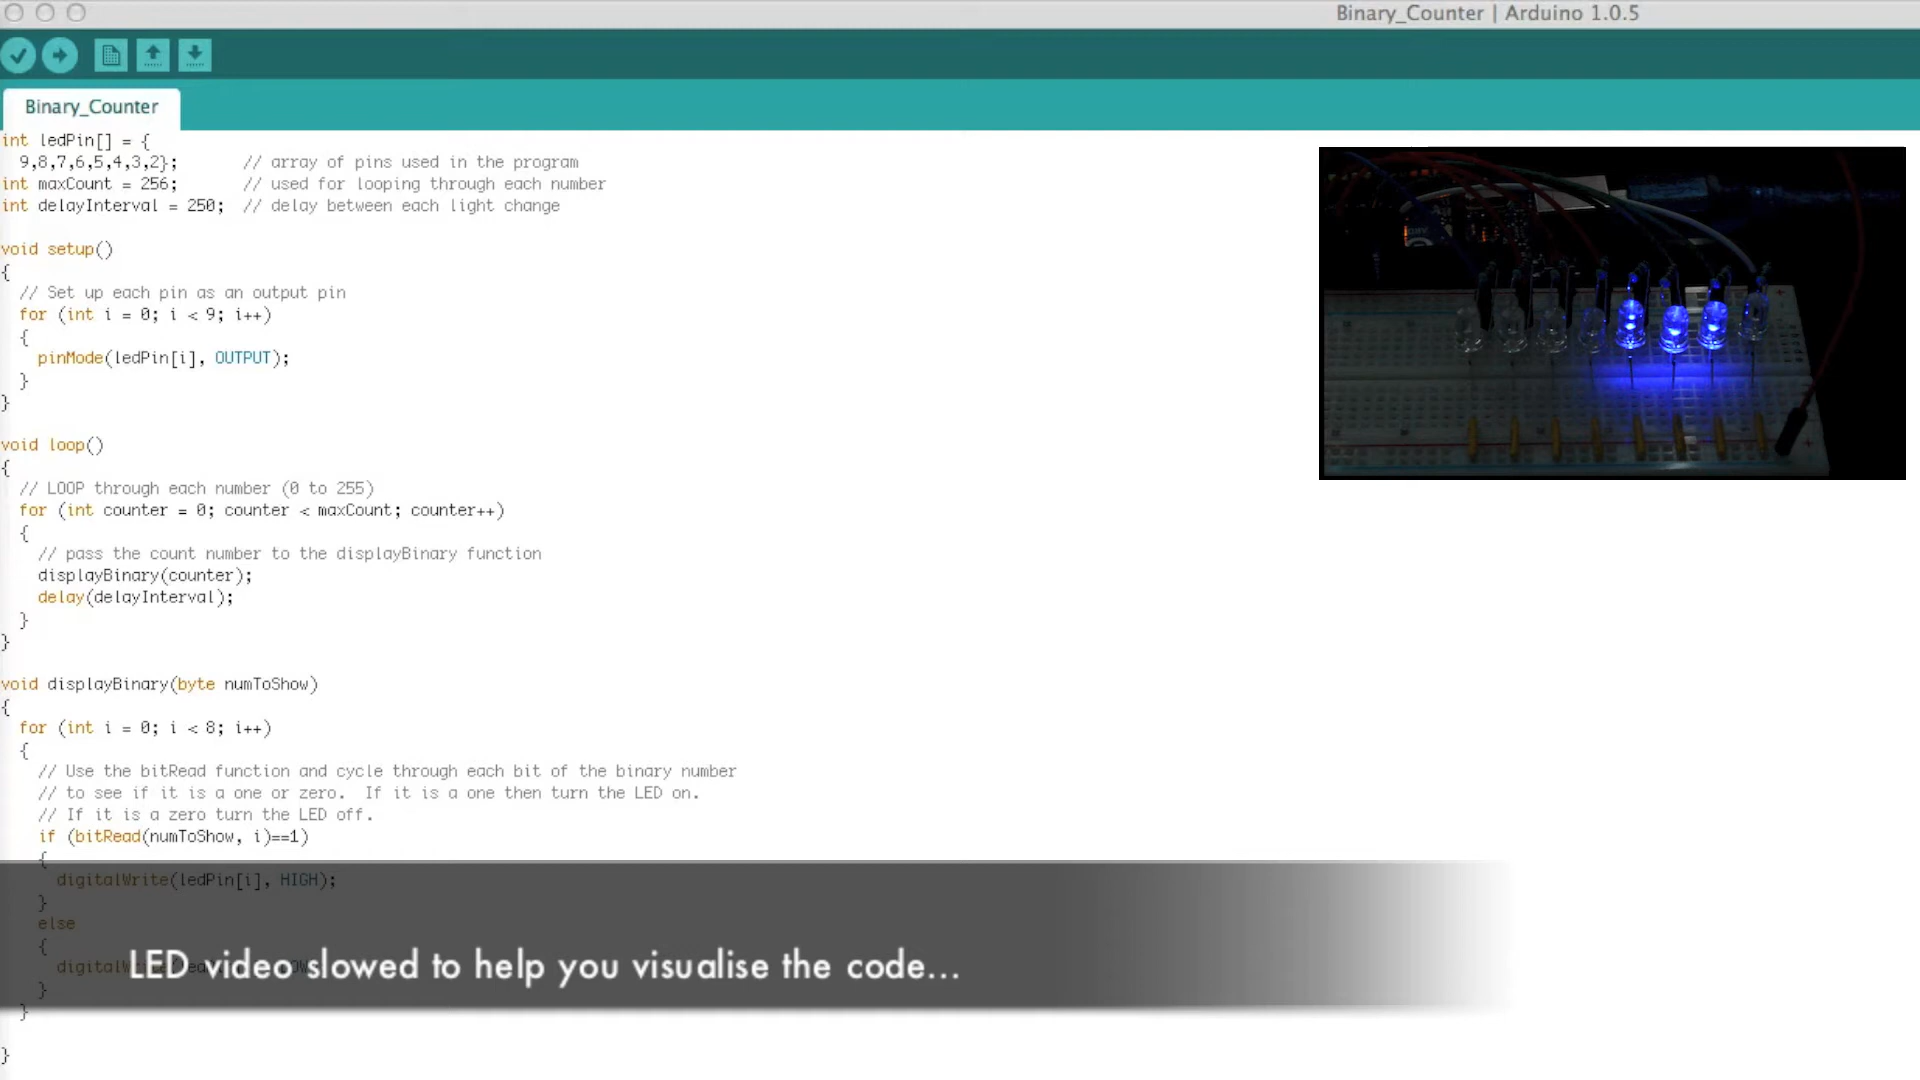 Binary_Counter | Arduino 1.0.5
Binary_Counter
int ledPin[] = {
9,8,7,6,5,4,3,2}; // array of pins used in the program
int maxCount = 256; // used for looping through each number
int delayInterval = 250; // delay between each light change
void setup()
{
// Set up each pin as an output pin
for (int i = 0; i < 9; i++)
{
pinMode(ledPin[i], OUTPUT);
}
}
void loop()
{
// LOOP through each number (0 to 255)
for (int counter = 0; counter < maxCount; counter++)
{
// pass the count number to the displayBinary function
displayBinary(counter);
delay(delayInterval);
}
}
void displayBinary(byte numToShow)
{
for (int i = 0; i < 8; i++)
{
// Use the bitRead function and cycle through each bit of the binary number
// to see if it is a one or zero.  If it is a one then turn the LED on.
// If it is a zero turn the LED off.
if (bitRead(numToShow, i)==1)
{
digitalWrite(ledPin[i], HIGH);
}
else
{
LED video slowed to help you visualise the code...
}
}
}